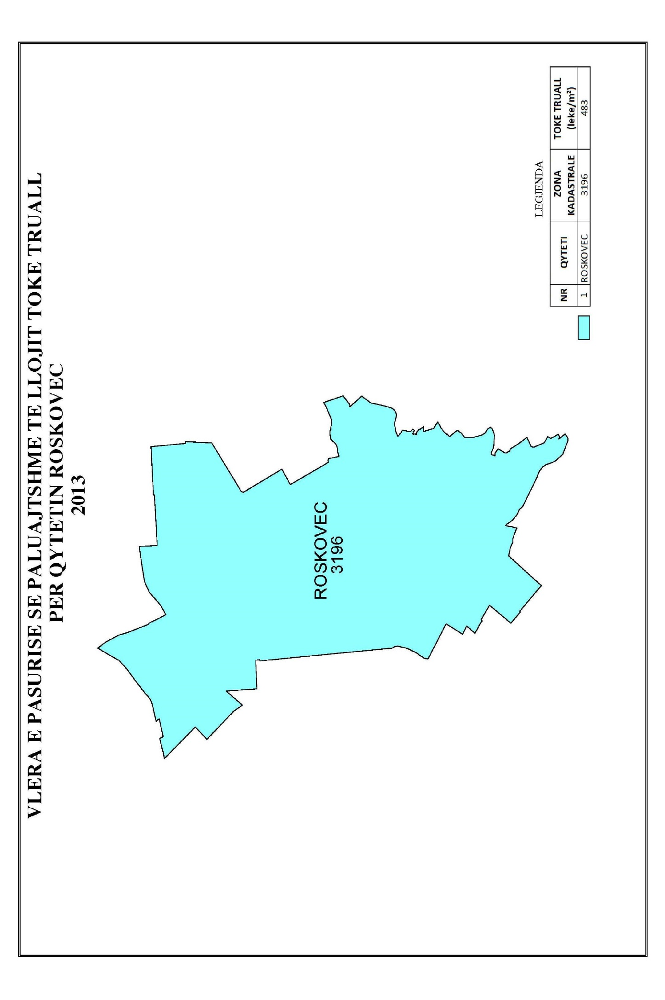 VLERA E PASURISE SE PALUAJTSHME TE LLOJIT TOKE TRUALL
PER QYTETIN ROSKOVEC
2013
ROSKOVEC
3196
LEGJENDA
NR QYTETI ZONA KADASTRALE TOKE TRUALL (leke/m²)
1 ROSKOVEC 3196 483